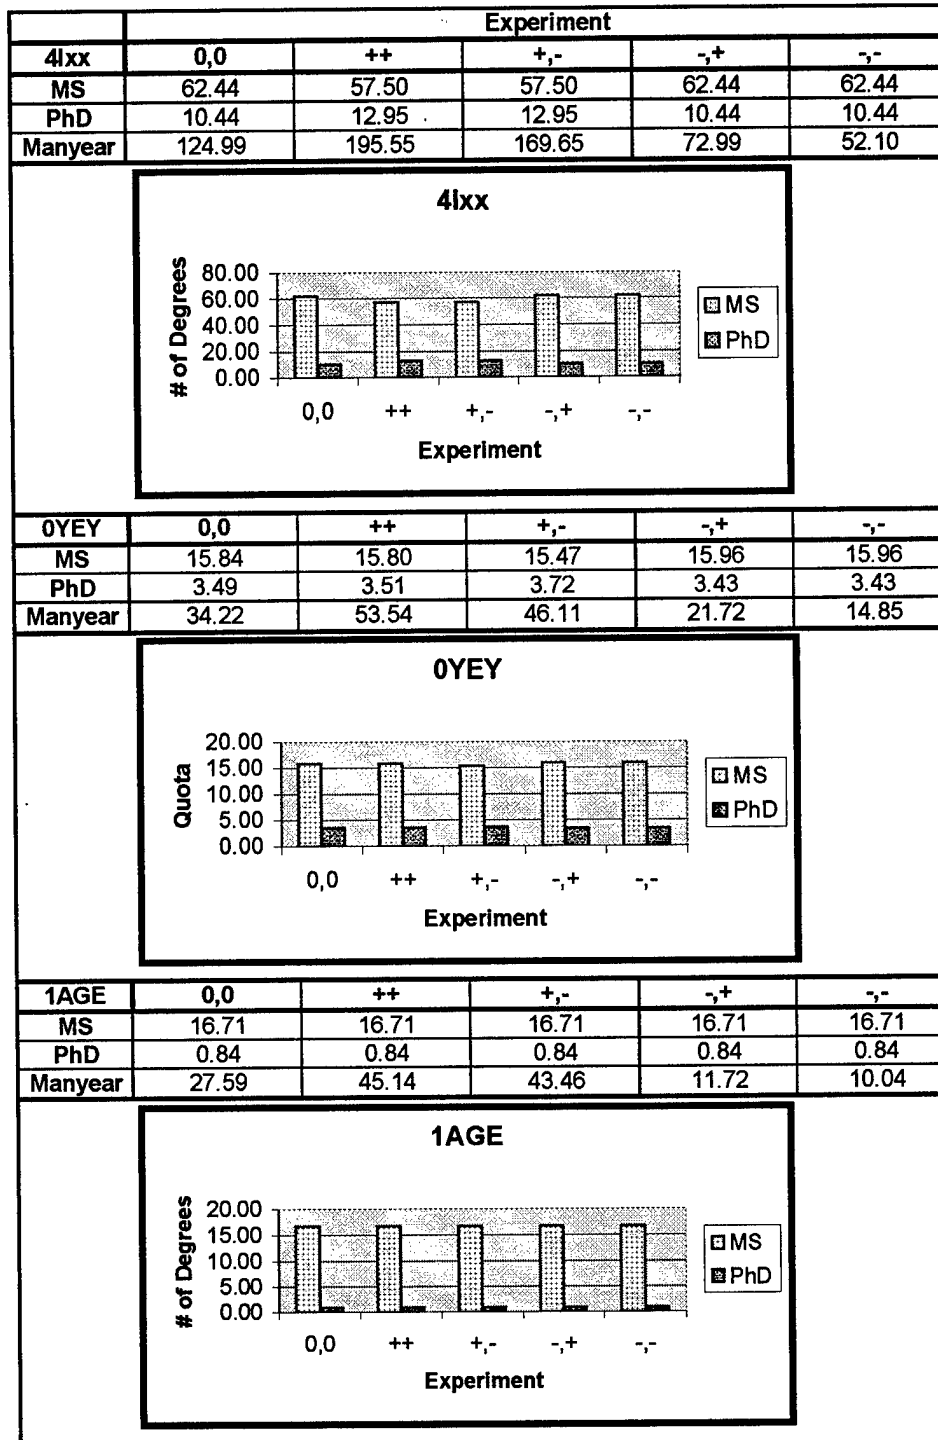 Experiment
4Ixx 0,0 ++ +,- -,+ -,-
MS 62.44 57.50 57.50 62.44 62.44
PhD 10.44 12.95 12.95 10.44 10.44
Manyear 124.99 195.55 169.65 72.99 52.10
4Ixx
# of Degrees
80.00
60.00
40.00
20.00
0.00
0,0 ++ +,- -,+ -,-
Experiment
MS
PhD
0YEY 0,0 ++ +,- -,+ -,-
MS 15.84 15.80 15.47 15.96 15.96
PhD 3.49 3.51 3.72 3.43 3.43
Manyear 34.22 53.54 46.11 21.72 14.85
0YEY
Quota
20.00
15.00
10.00
5.00
0.00
0,0 ++ +,- -,+ -,-
Experiment
MS
PhD
1AGE 0,0 ++ +,- -,+ -,-
MS 16.71 16.71 16.71 16.71 16.71
PhD 0.84 0.84 0.84 0.84 0.84
Manyear 27.59 45.14 43.46 11.72 10.04
1AGE
# of Degrees
20.00
15.00
10.00
5.00
0.00
0,0 ++ +,- -,+ -,-
Experiment
MS
PhD